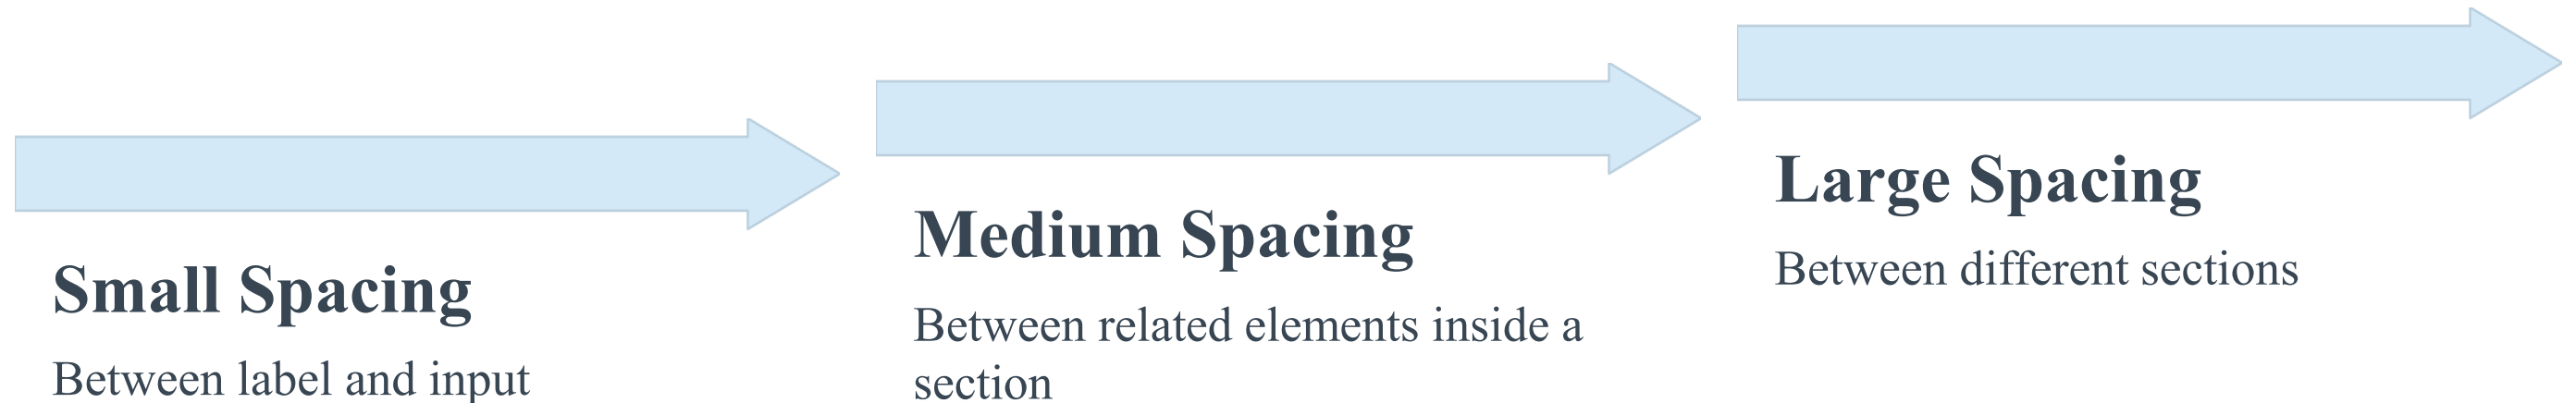 Small Spacing
Between label and input
Medium Spacing
Between related elements inside a
section
Large Spacing
Between different sections